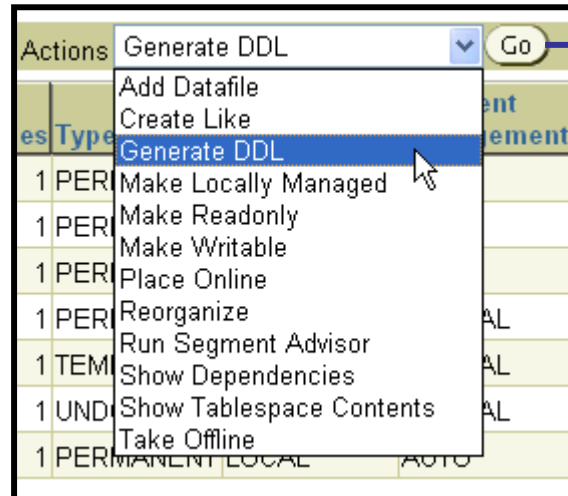 Actions Generate DDL Go
Add Datafile
Create Like
Generate DDL
Make Locally Managed
Make Readonly
Make Writable
Place Online
Reorganize
Run Segment Advisor
Show Dependencies
Show Tablespace Contents
Take Offline
es Type ent
gement
1 PER
1 PER
1 PER
1 PER AL
1 TEM AL
1 UND AL
1 PERMANENT LOCAL AUTO